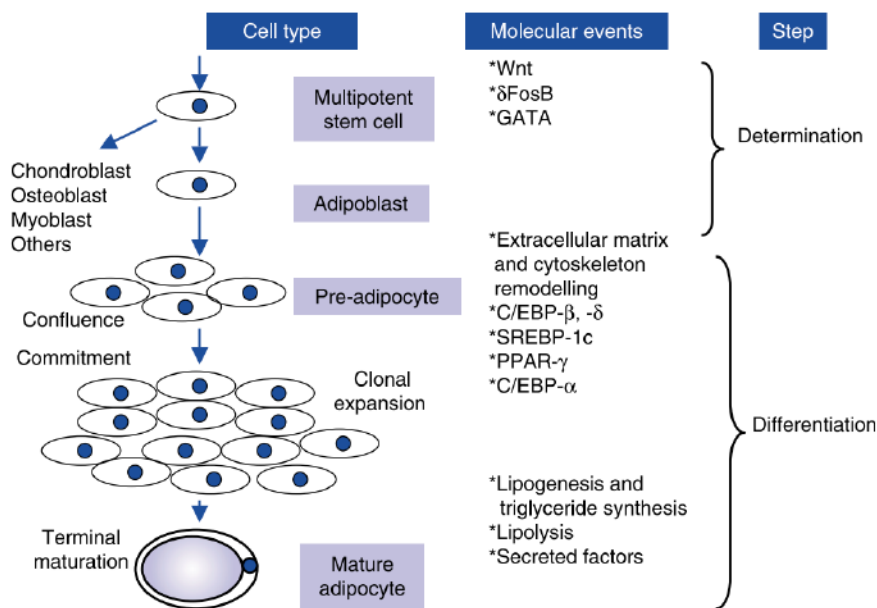 Cell type
Molecular events
Step
Multipotent
stem cell
*Wnt
*δFosB
*GATA
Determination
Chondroblast
Osteoblast
Myoblast
Others
Adipoblast
Pre-adipocyte
*Extracellular matrix
and cytoskeleton
remodelling
*C/EBP-β, -δ
*SREBP-1c
*PPAR-γ
*C/EBP-α
Confluence
Commitment
Clonal
expansion
Differentiation
*Lipogenesis and
triglyceride synthesis
*Lipolysis
*Secreted factors
Terminal
maturation
Mature
adipocyte